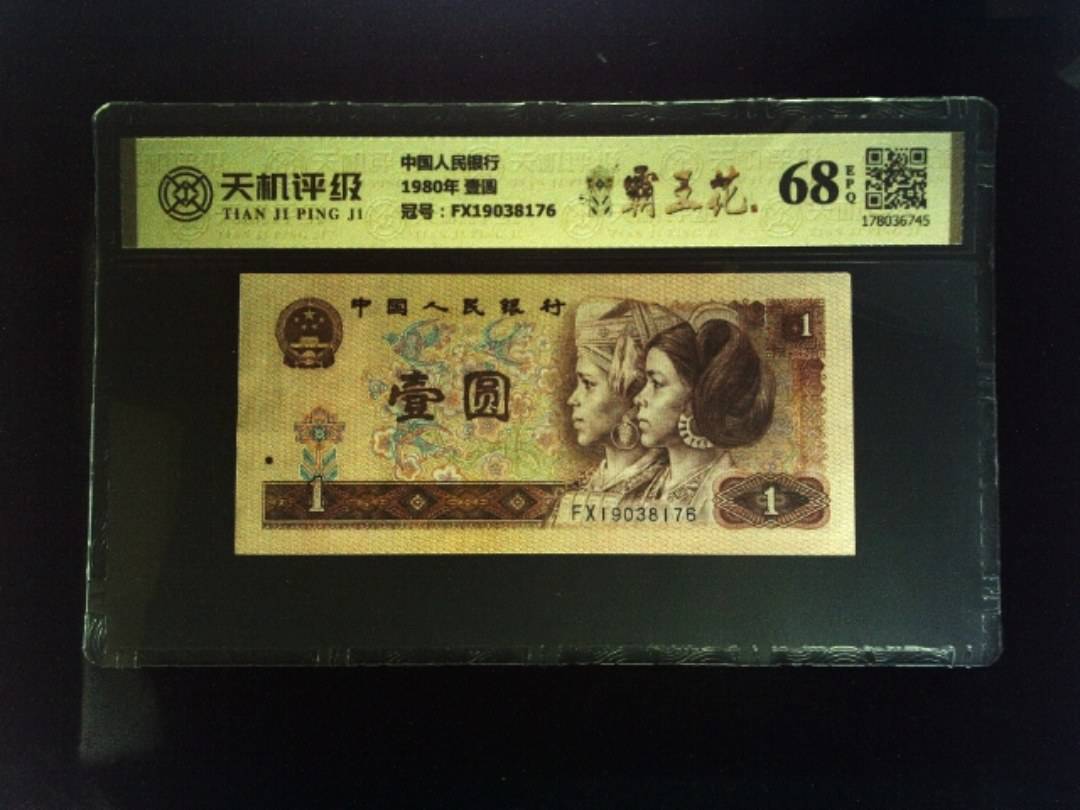 天机评级
TIAN JI PING JI
中国人民银行
1980年 壹圆
冠号：FX19038176
霸王花
68
EPQ
178036745
中国人民银行
1
壹圆
1
FX19038176
1